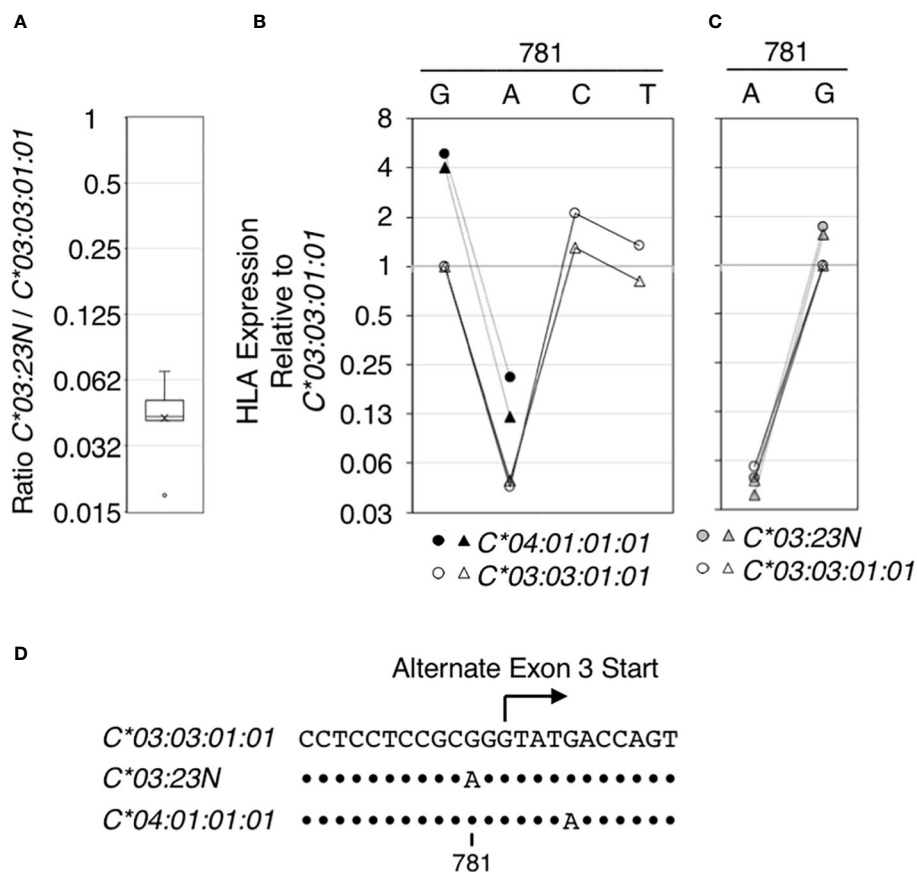 A
Ratio C*03:23N / C*03:03:01:01
1
0.5
0.25
0.125
0.062
0.032
0.015
B
781
G A C T
HLA Expression
Relative to
C*03:03:01:01
8
4
2
1
0.5
0.25
0.13
0.06
0.03
C*04:01:01:01
C*03:03:01:01
C
781
A G
C*03:23N
C*03:03:01:01
D
Alternate Exon 3 Start
C*03:03:01:01 CCTCCTCCGCGGGTATGACCAGT
C*03:23N ••••••••••A••••••••••••
C*04:01:01:01 ••••••••••••••••A••••••
781